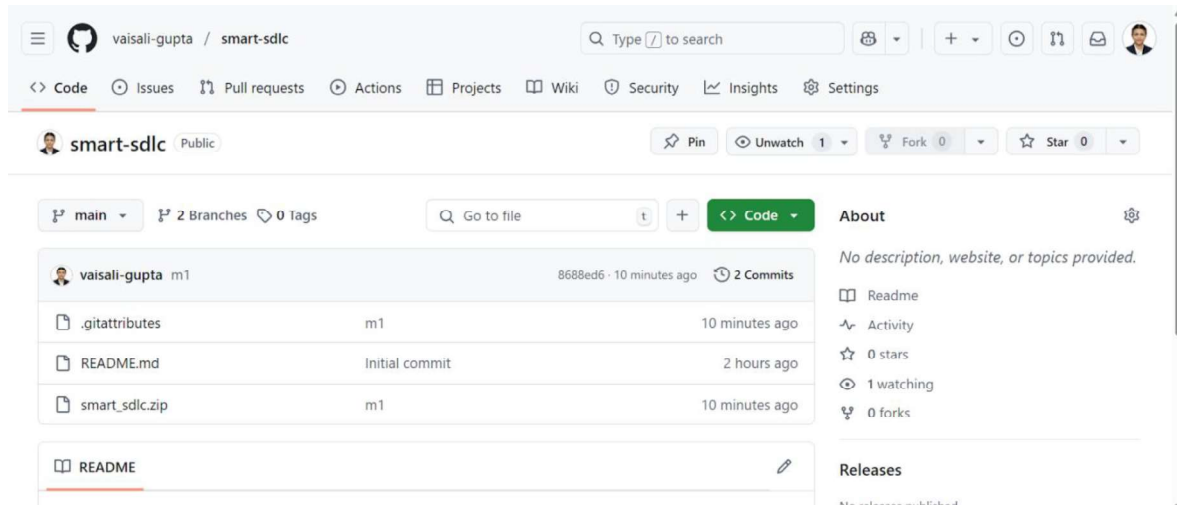 vaisali-gupta / smart-sdlc
Type / to search
Code Issues Pull requests Actions Projects Wiki Security Insights Settings
smart-sdlc Public
Pin Unwatch 1 Fork 0 Star 0
main 2 Branches 0 Tags Go to file t Code
vaisali-gupta m1 8688ed6 · 10 minutes ago 2 Commits
.gitattributes m1 10 minutes ago
README.md Initial commit 2 hours ago
smart_sdlc.zip m1 10 minutes ago
README
About
No description, website, or topics provided.
Readme
Activity
0 stars
1 watching
0 forks
Releases
No releases published